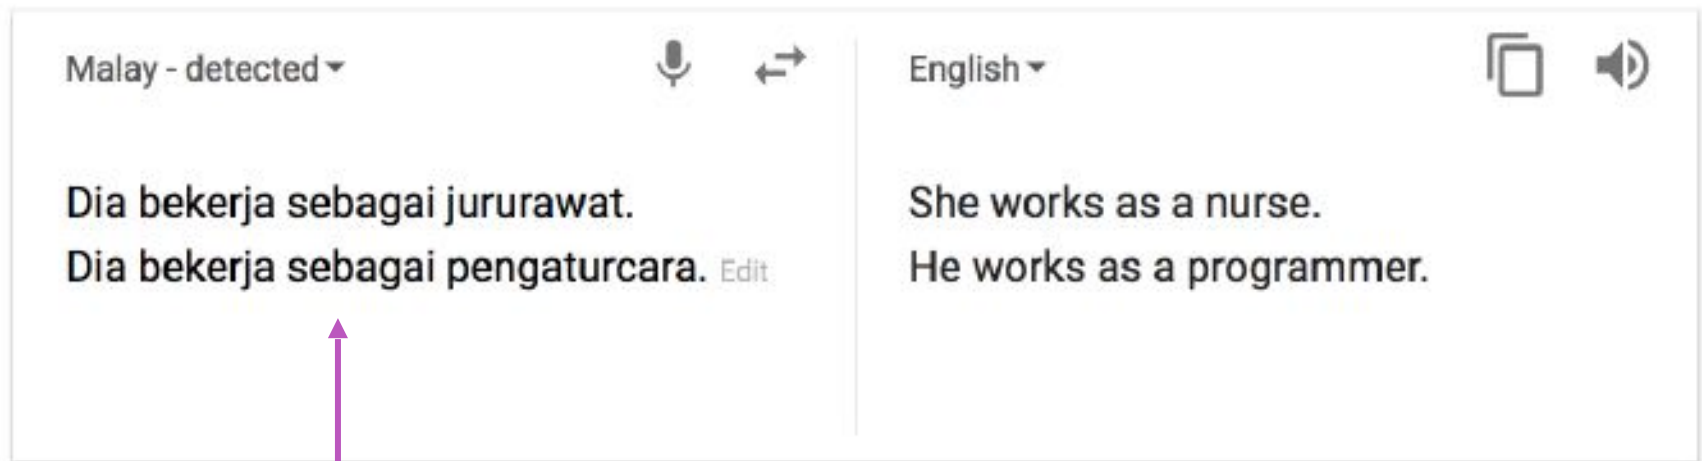 Malay - detected
English
Dia bekerja sebagai jururawat.
Dia bekerja sebagai pengaturcara. Edit
She works as a nurse.
He works as a programmer.